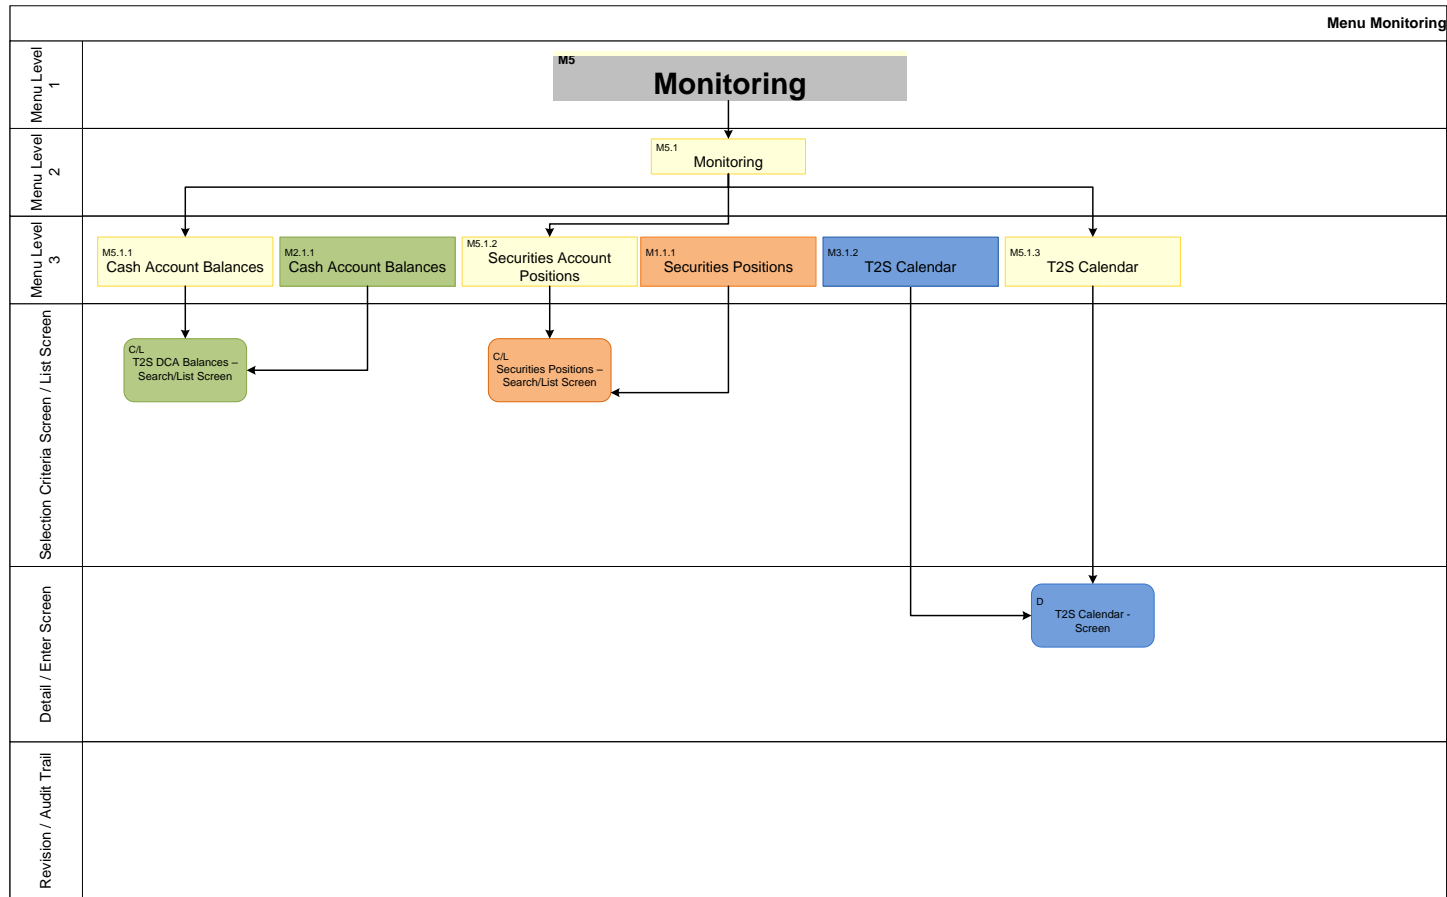 Menu Monitoring
Menu Level
1
M5
Monitoring
Menu Level
2
M5.1
Monitoring
Menu Level
3
M5.1.1
Cash Account Balances
M2.1.1
Cash Account Balances
M5.1.2
Securities Account
Positions
M1.1.1
Securities Positions
M3.1.2
T2S Calendar
M5.1.3
T2S Calendar
Selection Criteria Screen / List Screen
C/L
T2S DCA Balances –
Search/List Screen
C/L
Securities Positions –
Search/List Screen
Detail / Enter Screen
D
T2S Calendar -
Screen
Revision / Audit Trail